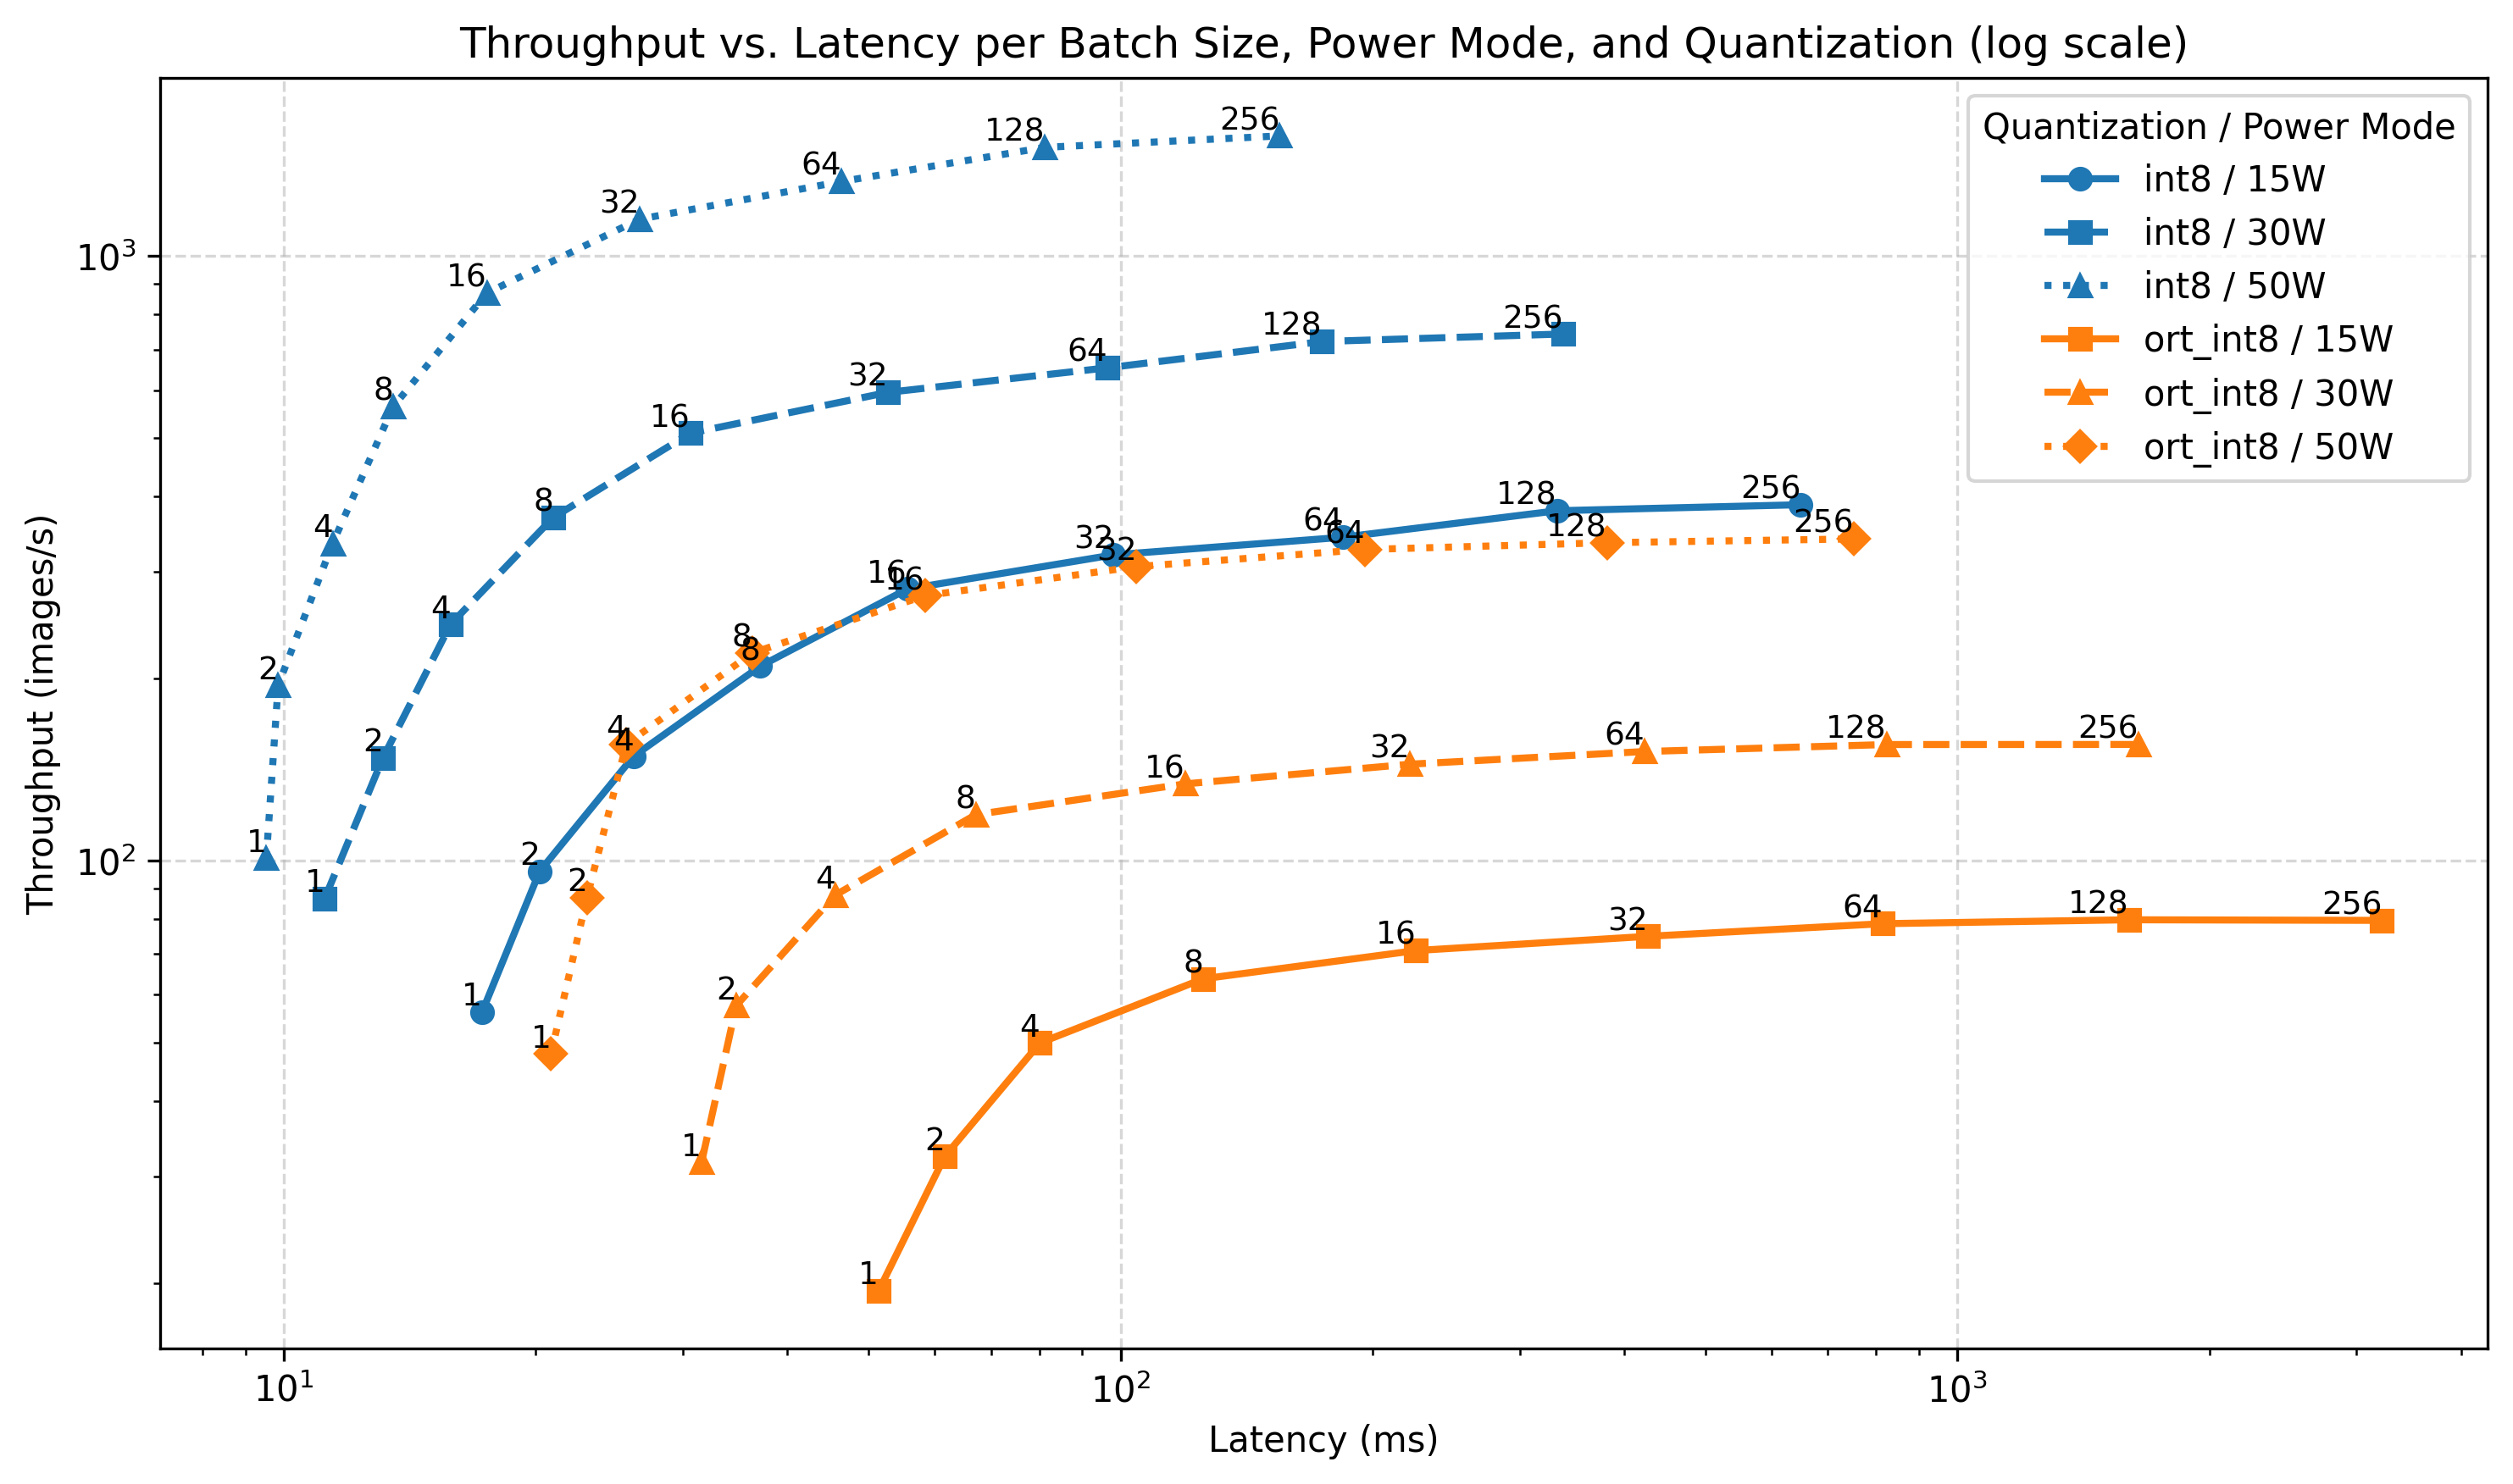 Throughput vs. Latency per Batch Size, Power Mode, and Quantization (log scale)
Throughput (images/s)
10³
10²
Quantization / Power Mode
int8 / 15W
int8 / 30W
int8 / 50W
ort_int8 / 15W
ort_int8 / 30W
ort_int8 / 50W
1 2 4 8 16 32 64 128 256
1 2 4 8 16 32 64 128 256
1 2 4 8 16 32 64 128 256
1 2 4 8 16 32 64 128 256
1 2 4 8 16 32 64 128 256
1 2 4 8 16 32 64 128 256
10¹ 10² 10³
Latency (ms)